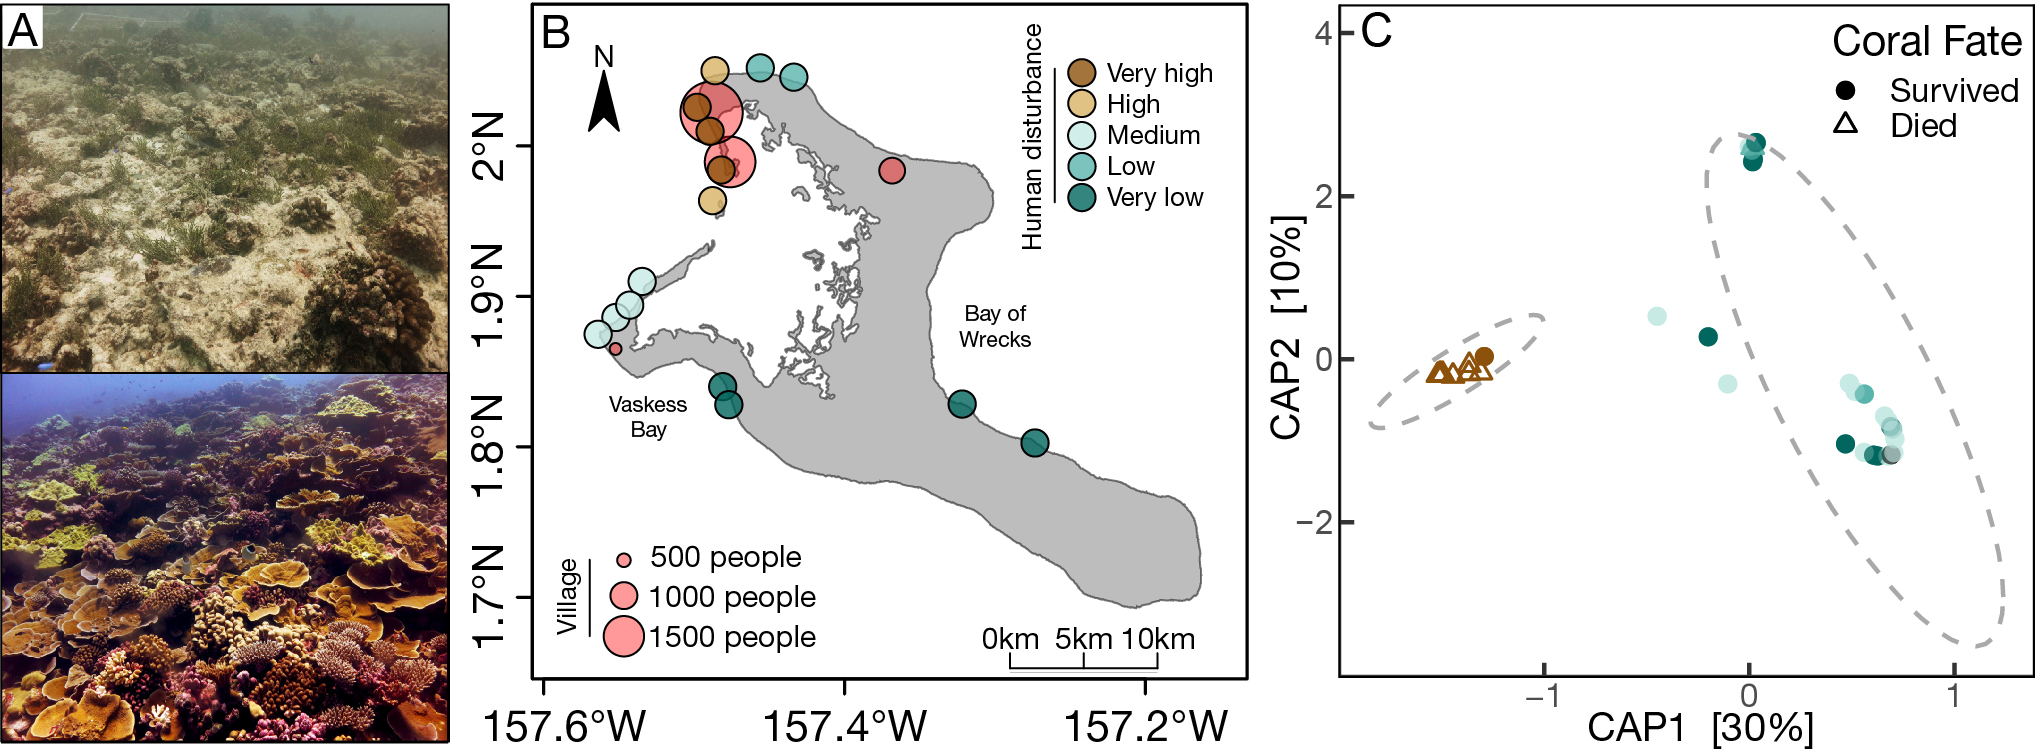 A
B
N
Human disturbance
Very high
High
Medium
Low
Very low
2°N
1.9°N
1.8°N
1.7°N
Bay of
Wrecks
Vaskess
Bay
Village
500 people
1000 people
1500 people
0km 5km 10km
157.6°W 157.4°W 157.2°W
C
Coral Fate
Survived
Died
4
2
0
−2
CAP2 [10%]
−1 0 1
CAP1 [30%]